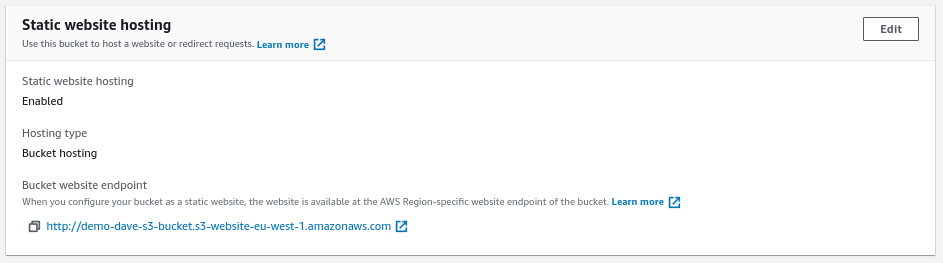 Static website hosting
Edit
Use this bucket to host a website or redirect requests. Learn more
Static website hosting
Enabled
Hosting type
Bucket hosting
Bucket website endpoint
When you configure your bucket as a static website, the website is available at the AWS Region-specific website endpoint of the bucket. Learn more
http://demo-dave-s3-bucket.s3-website-eu-west-1.amazonaws.com